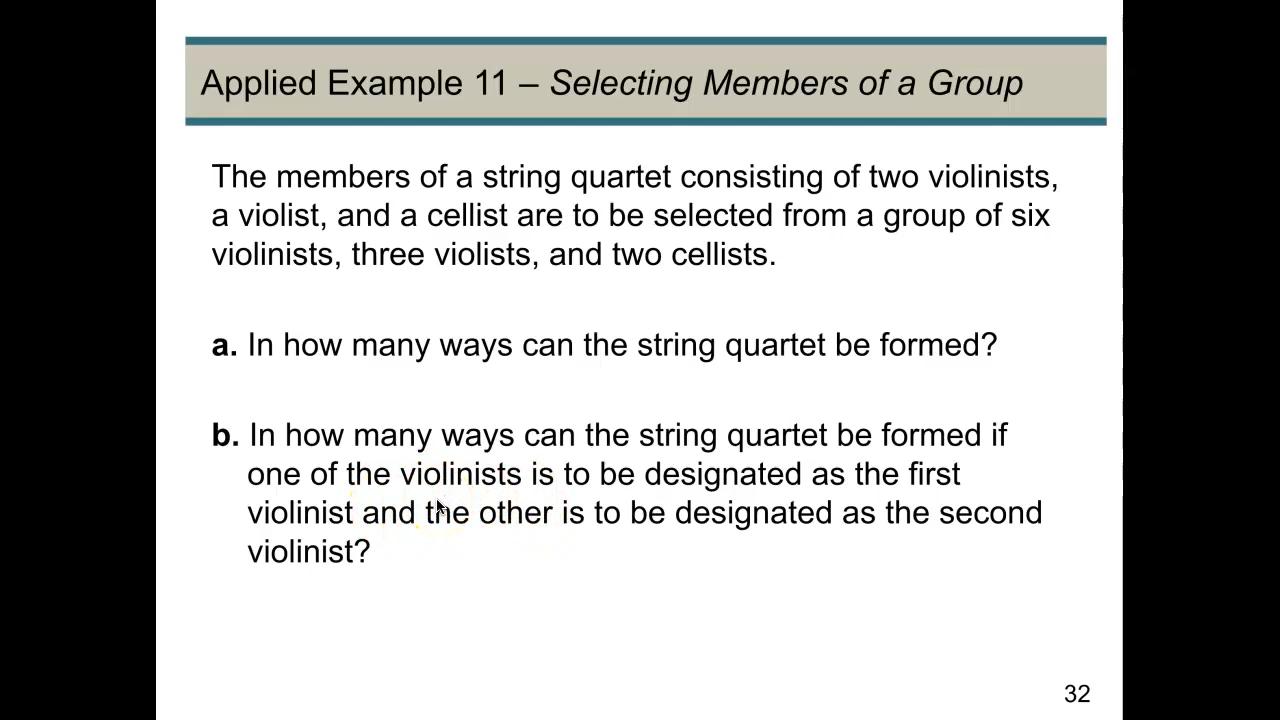 Applied Example 11 – Selecting Members of a Group
The members of a string quartet consisting of two violinists,
a violist, and a cellist are to be selected from a group of six
violinists, three violists, and two cellists.
a. In how many ways can the string quartet be formed?
b. In how many ways can the string quartet be formed if
one of the violinists is to be designated as the first
violinist and the other is to be designated as the second
violinist?
32